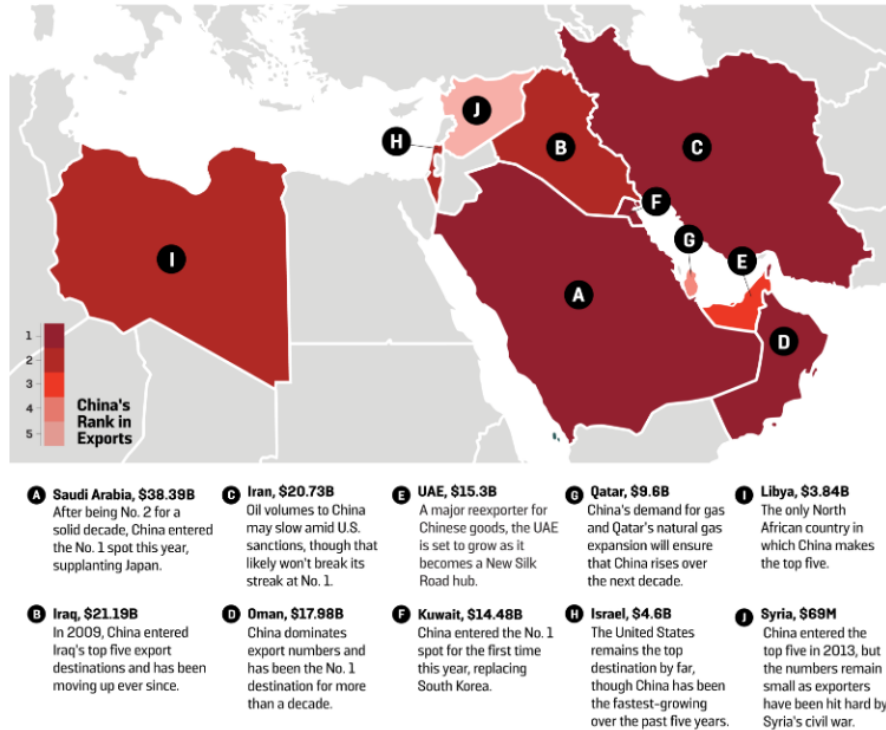 J
H
B
C
F
G
E
I
A
D
1
2
3
4
5
China's
Rank in
Exports
A Saudi Arabia, $38.39B
After being No. 2 for a
solid decade, China entered
the No. 1 spot this year,
supplanting Japan.
C Iran, $20.73B
Oil volumes to China
may slow amid U.S.
sanctions, though that
likely won't break its
streak at No. 1.
E UAE, $15.3B
A major reexporter for
Chinese goods, the UAE
is set to grow as it
becomes a New Silk
Road hub.
G Qatar, $9.6B
China's demand for gas
and Qatar's natural gas
expansion will ensure
that China rises over
the next decade.
I Libya, $3.84B
The only North
African country in
which China makes
the top five.
B Iraq, $21.19B
In 2009, China entered
Iraq's top five export
destinations and has been
moving up ever since.
D Oman, $17.98B
China dominates
export numbers and
has been the No. 1
destination for more
than a decade.
F Kuwait, $14.48B
China entered the No. 1
spot for the first time
this year, replacing
South Korea.
H Israel, $4.6B
The United States
remains the top
destination by far,
though China has been
the fastest-growing
over the past five years.
J Syria, $69M
China entered the
top five in 2013, but
the numbers remain
small as exporters
have been hit hard by
Syria's civil war.